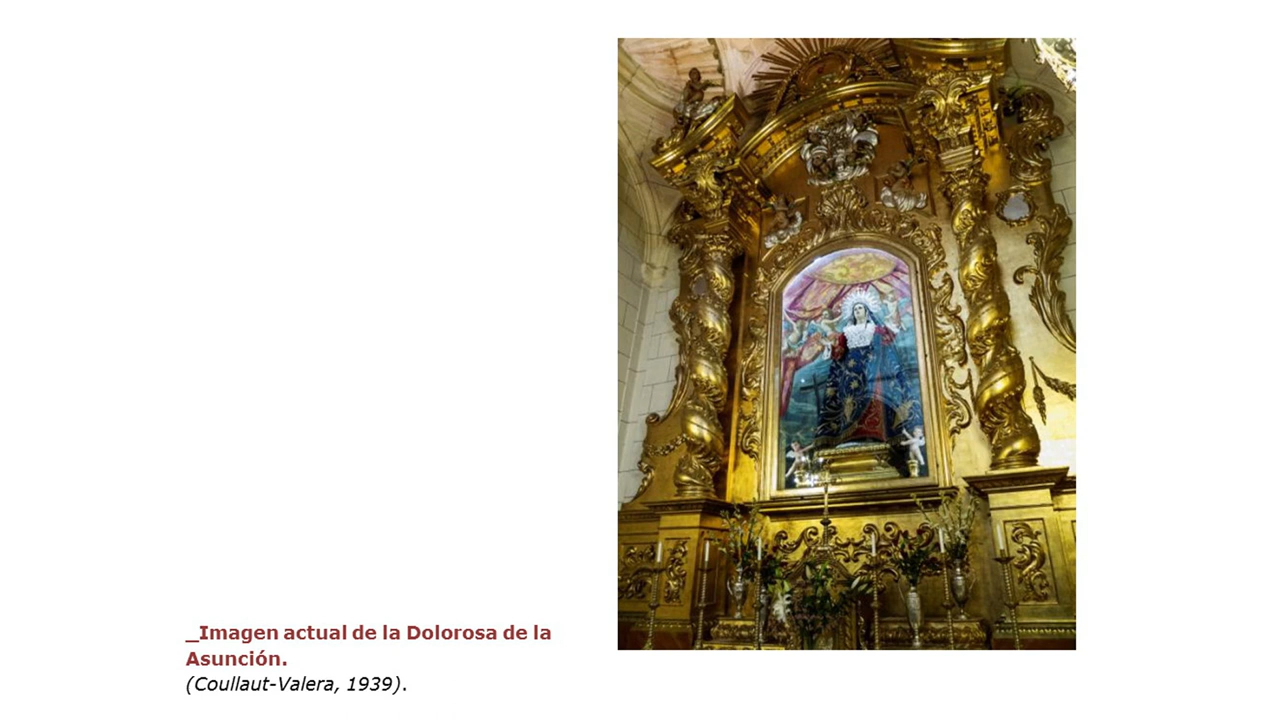 _Imagen actual de la Dolorosa de la
Asunción.
(Coullaut-Valera, 1939).